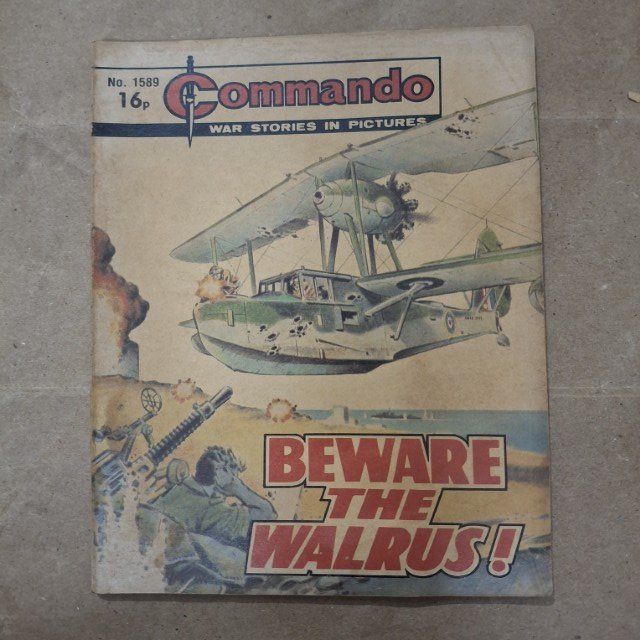 No. 1589
16p
Commando
WAR STORIES IN PICTURES
BEWARE
THE
WALRUS!